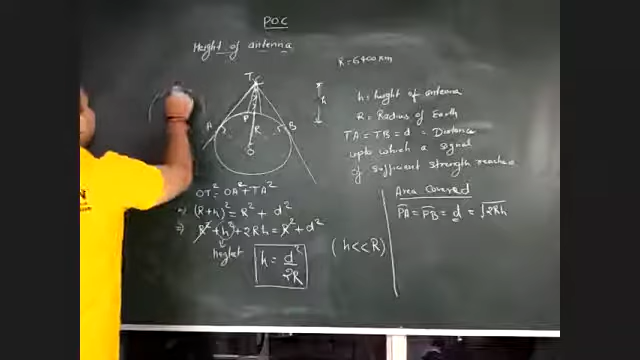 POC
Height of antenna
R = 6400 km
T
h
P
A
B
R
O
h = height of antenna
R = Radius of Earth
TA = TB = d = Distance
upto which a signal
of sufficient strength reaches
OT² = OA² + TA²
⇒ (R+h)² = R² + d²
⇒ R² + h² + 2Rh = R² + d²
neglect
h = d²/2R
(h << R)
Area Covered
PA = PB = d = √2Rh